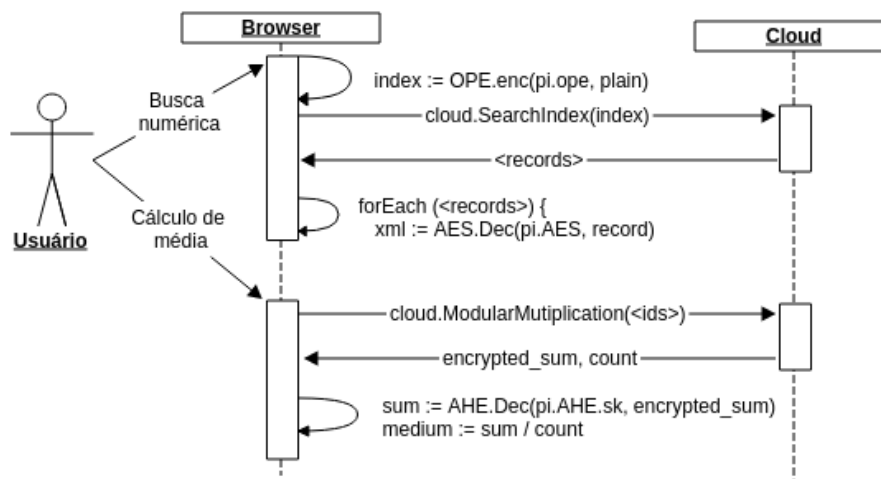 Browser
Cloud
index := OPE.enc(pi.ope, plain)
Busca
numérica
cloud.SearchIndex(index)
<records>
forEach (<records>) {
xml := AES.Dec(pi.AES, record)
Cálculo de
média
Usuário
cloud.ModularMutiplication(<ids>)
encrypted_sum, count
sum := AHE.Dec(pi.AHE.sk, encrypted_sum)
medium := sum / count